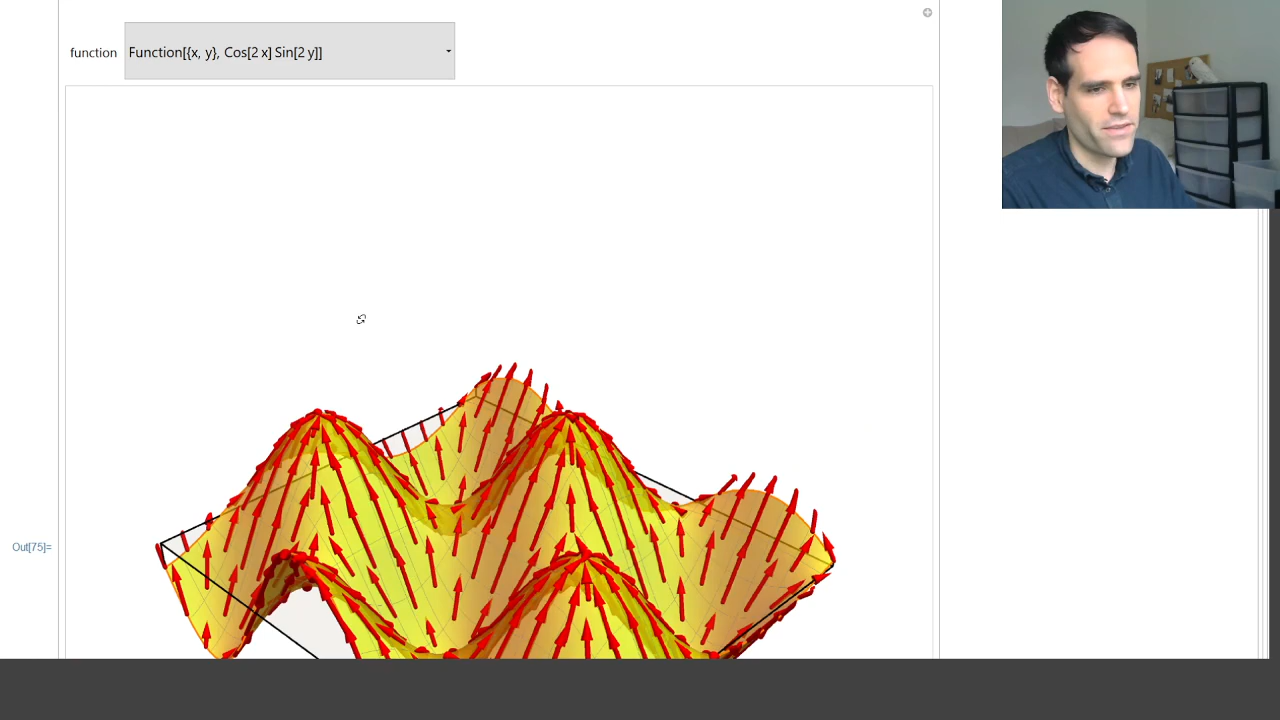 function Function[{x, y}, Cos[2 x] Sin[2 y]]
Out[75]=